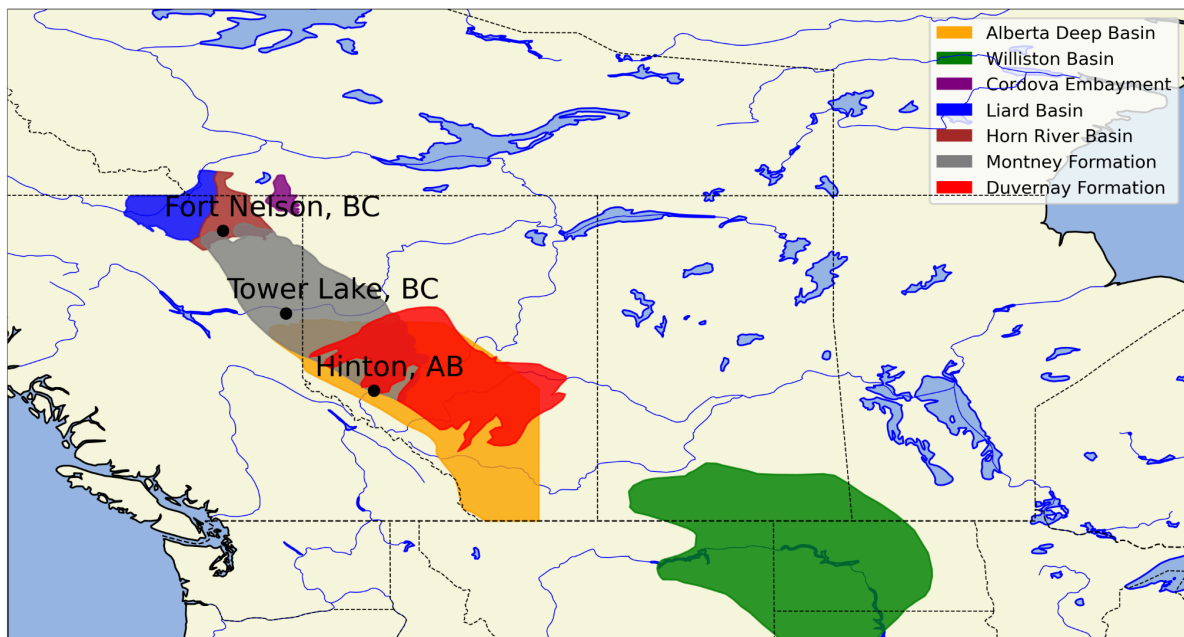 Alberta Deep Basin
Williston Basin
Cordova Embayment
Liard Basin
Horn River Basin
Montney Formation
Duvernay Formation
Fort Nelson, BC
Tower Lake, BC
Hinton, AB